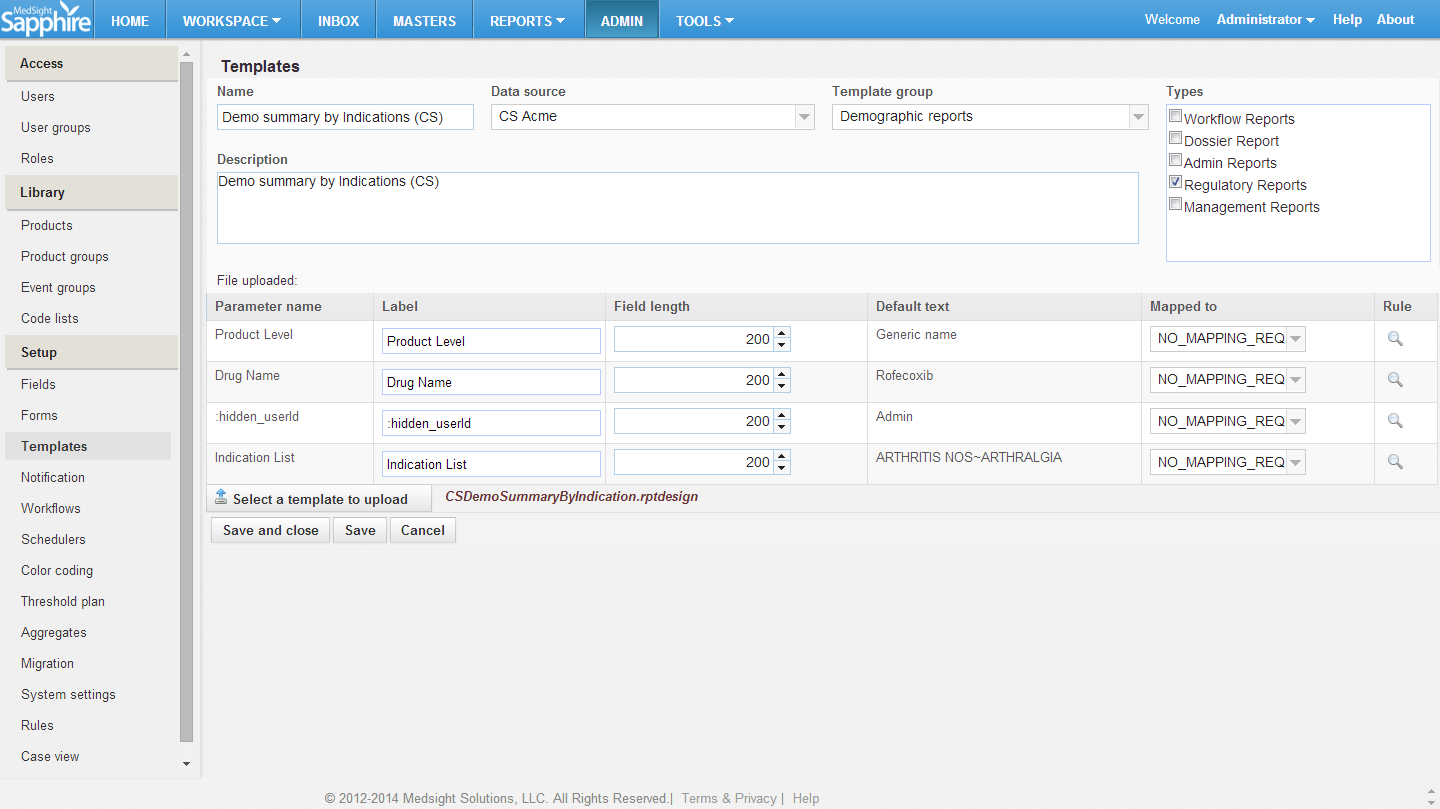 MedSight
Sapphire
HOME WORKSPACE INBOX MASTERS REPORTS ADMIN TOOLS Welcome Administrator Help About
Access
Users
User groups
Roles
Library
Products
Product groups
Event groups
Code lists
Setup
Fields
Forms
Templates
Notification
Workflows
Schedulers
Color coding
Threshold plan
Aggregates
Migration
System settings
Rules
Case view
Templates
Name Data source Template group Types
Demo summary by Indications (CS) CS Acme Demographic reports
Workflow Reports
Dossier Report
Admin Reports
Regulatory Reports
Management Reports
Description
Demo summary by Indications (CS)
File uploaded:
Parameter name Label Field length Default text Mapped to Rule
Product Level Product Level 200 Generic name NO_MAPPING_REQ
Drug Name Drug Name 200 Rofecoxib NO_MAPPING_REQ
:hidden_userId :hidden_userId 200 Admin NO_MAPPING_REQ
Indication List Indication List 200 ARTHRITIS NOS~ARTHRALGIA NO_MAPPING_REQ
Select a template to upload CSDemoSummaryByIndication.rptdesign
Save and close Save Cancel
© 2012-2014 Medsight Solutions, LLC. All Rights Reserved.| Terms & Privacy | Help